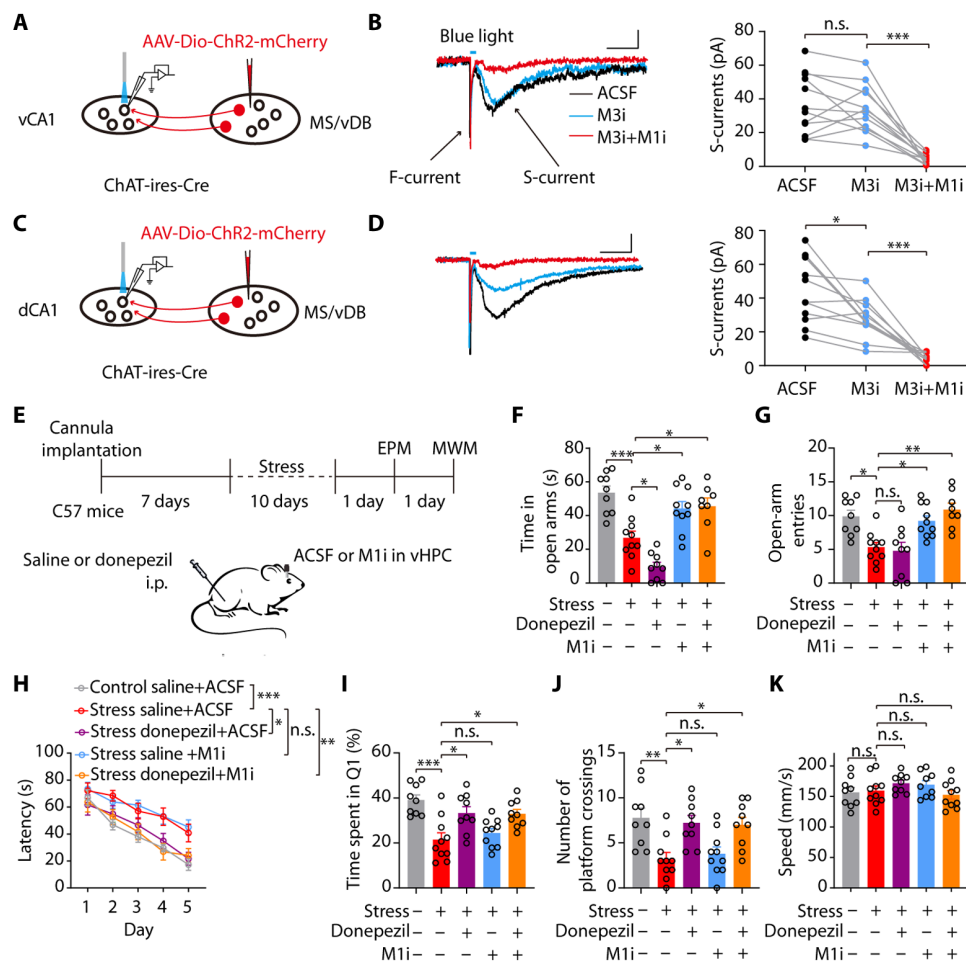 A
AAV-Dio-ChR2-mCherry
vCA1
MS/vDB
ChAT-ires-Cre
B
Blue light
ACSF
M3i
M3i+M1i
F-current
S-current
S-currents (pA)
80
60
40
20
0
n.s.
***
ACSF
M3i
M3i+M1i
C
AAV-Dio-ChR2-mCherry
dCA1
MS/vDB
ChAT-ires-Cre
D
S-currents (pA)
80
60
40
20
0
*
***
ACSF
M3i
M3i+M1i
E
Cannula
implantation
Stress
EPM
MWM
7 days
10 days
1 day
1 day
C57 mice
Saline or donepezil
i.p.
ACSF or M1i in vHPC
F
Time in
open arms (s)
80
60
40
20
0
***
*
*
*
Stress − + + + +
Donepezil − − + − +
M1i − − − + +
G
Open-arm
entries
20
15
10
5
0
*
n.s.
*
**
Stress − + + + +
Donepezil − − + − +
M1i − − − + +
H
Control saline+ACSF
Stress saline+ACSF
Stress donepezil+ACSF
Stress saline +M1i
Stress donepezil+M1i
***
*
n.s.
**
Latency (s)
100
80
60
40
20
0
1 2 3 4 5
Day
I
Time spent in Q1 (%)
60
40
20
0
***
*
n.s.
*
Stress − + + + +
Donepezil − − + − +
M1i − − − + +
J
Number of
platform crossings
15
10
5
0
**
*
n.s.
*
Stress − + + + +
Donepezil − − + − +
M1i − − − + +
K
Speed (mm/s)
200
150
100
50
0
n.s.
n.s.
n.s.
n.s.
Stress − + + + +
Donepezil − − + − +
M1i − − − + +